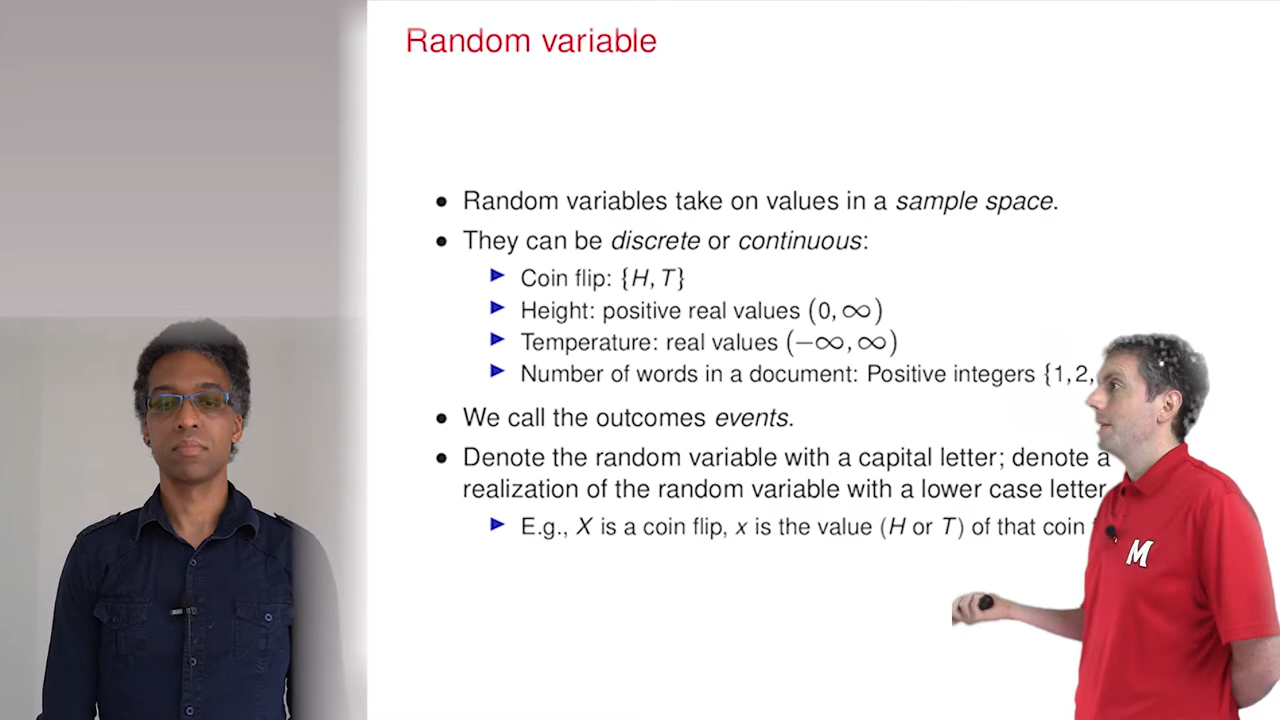 Random variable
• Random variables take on values in a sample space.
• They can be discrete or continuous:
▶ Coin flip: {H, T}
▶ Height: positive real values (0, ∞)
▶ Temperature: real values (−∞, ∞)
▶ Number of words in a document: Positive integers {1, 2,
• We call the outcomes events.
• Denote the random variable with a capital letter; denote a
realization of the random variable with a lower case letter
▶ E.g., X is a coin flip, x is the value (H or T) of that coin
M